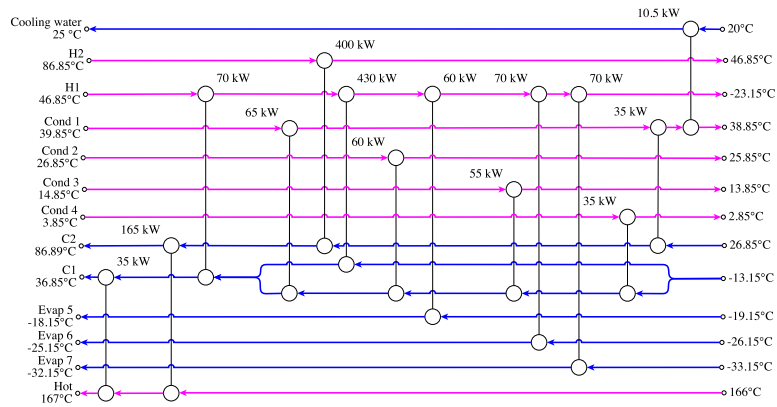 Cooling water
25 °C
10.5 kW
20°C
H2
86.85°C
400 kW
46.85°C
H1
46.85°C
70 kW
430 kW
60 kW
70 kW
70 kW
-23.15°C
Cond 1
39.85°C
65 kW
35 kW
38.85°C
Cond 2
26.85°C
60 kW
25.85°C
Cond 3
14.85°C
55 kW
13.85°C
Cond 4
3.85°C
35 kW
2.85°C
C2
86.89°C
165 kW
26.85°C
C1
36.85°C
35 kW
-13.15°C
Evap 5
-18.15°C
-19.15°C
Evap 6
-25.15°C
-26.15°C
Evap 7
-32.15°C
-33.15°C
Hot
167°C
166°C